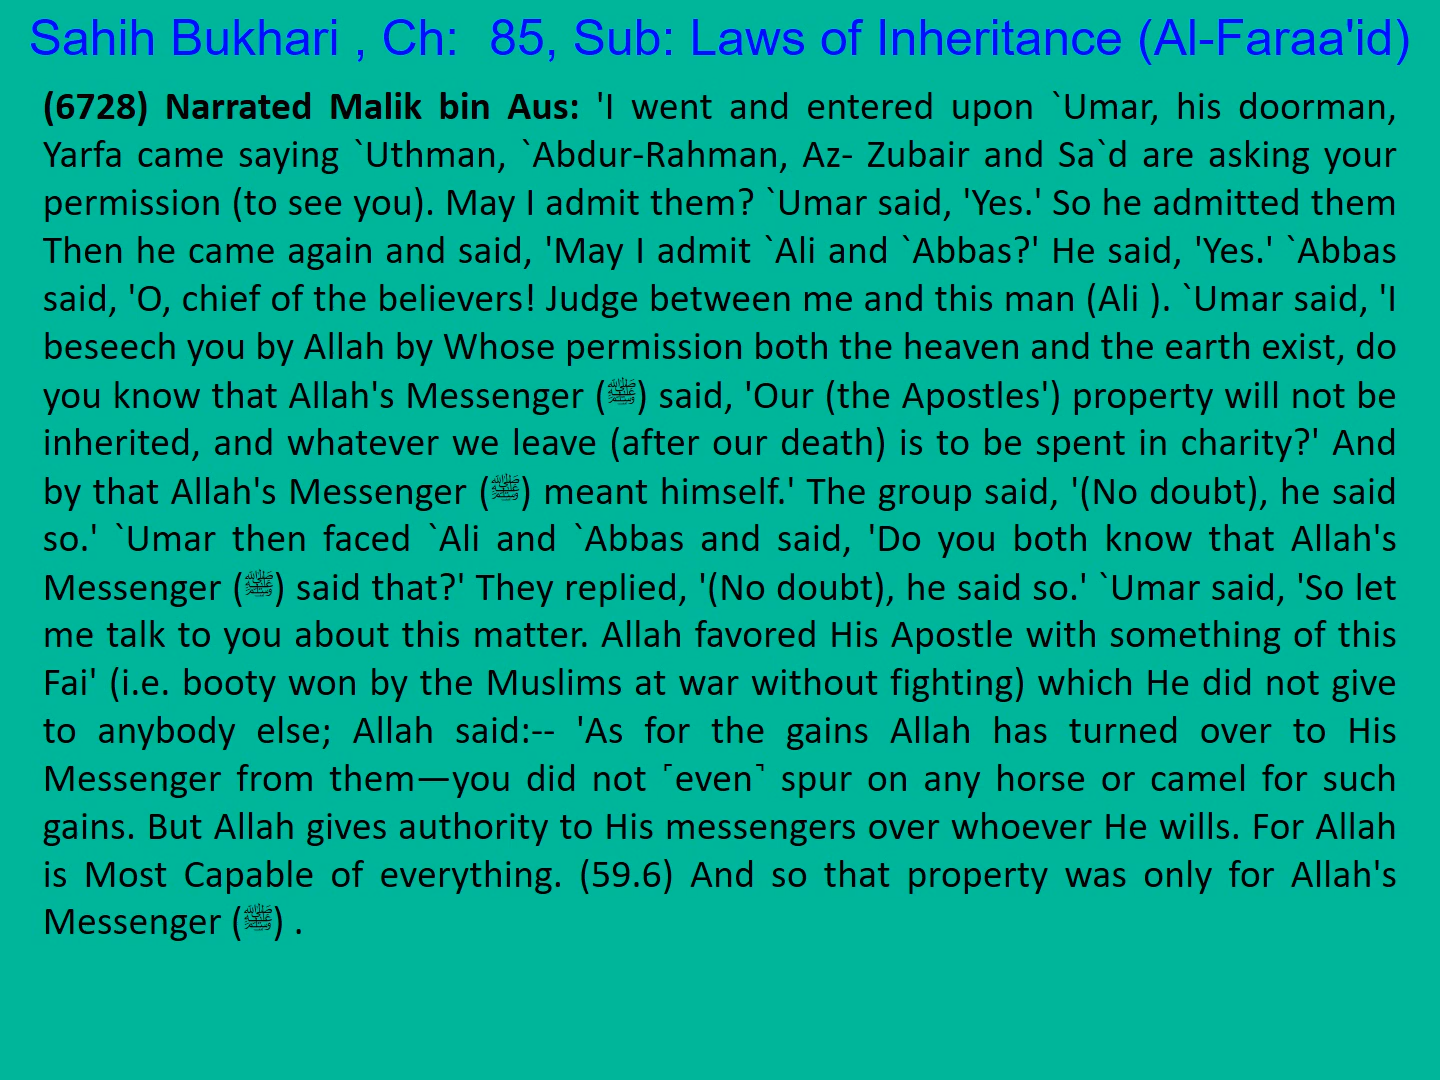 Sahih Bukhari , Ch:  85, Sub: Laws of Inheritance (Al-Faraa'id)
(6728) Narrated Malik bin Aus: 'I went and entered upon `Umar, his doorman,
Yarfa came saying `Uthman, `Abdur-Rahman, Az- Zubair and Sa`d are asking your
permission (to see you). May I admit them? `Umar said, 'Yes.' So he admitted them
Then he came again and said, 'May I admit `Ali and `Abbas?' He said, 'Yes.' `Abbas
said, 'O, chief of the believers! Judge between me and this man (Ali ). `Umar said, 'I
beseech you by Allah by Whose permission both the heaven and the earth exist, do
you know that Allah's Messenger (ﷺ) said, 'Our (the Apostles') property will not be
inherited, and whatever we leave (after our death) is to be spent in charity?' And
by that Allah's Messenger (ﷺ) meant himself.' The group said, '(No doubt), he said
so.' `Umar then faced `Ali and `Abbas and said, 'Do you both know that Allah's
Messenger (ﷺ) said that?' They replied, '(No doubt), he said so.' `Umar said, 'So let
me talk to you about this matter. Allah favored His Apostle with something of this
Fai' (i.e. booty won by the Muslims at war without fighting) which He did not give
to anybody else; Allah said:-- 'As for the gains Allah has turned over to His
Messenger from them—you did not ˹even˺ spur on any horse or camel for such
gains. But Allah gives authority to His messengers over whoever He wills. For Allah
is Most Capable of everything. (59.6) And so that property was only for Allah's
Messenger (ﷺ) .